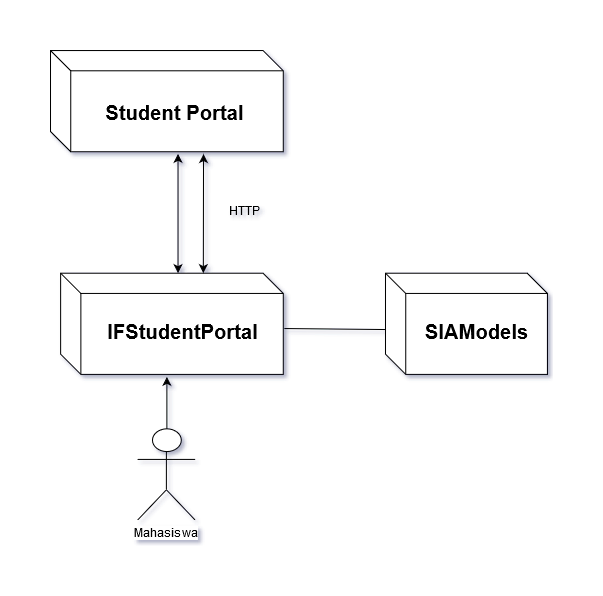 Student Portal
HTTP
IFStudentPortal
SIAModels
Mahasiswa